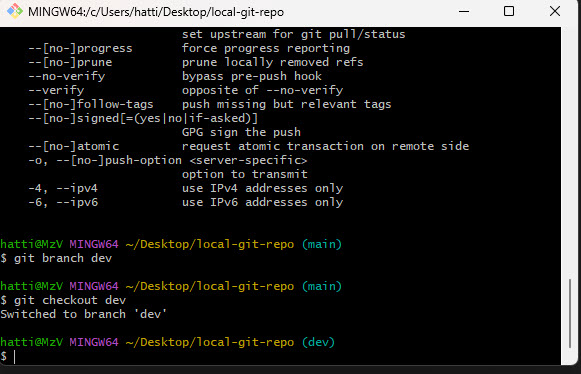 MINGW64:/c/Users/hatti/Desktop/local-git-repo
set upstream for git pull/status
--[no-]progress force progress reporting
--[no-]prune prune locally removed refs
--no-verify bypass pre-push hook
--verify opposite of --no-verify
--[no-]follow-tags push missing but relevant tags
--[no-]signed[=(yes|no|if-asked)]
GPG sign the push
--[no-]atomic request atomic transaction on remote side
-o, --[no-]push-option <server-specific>
option to transmit
-4, --ipv4 use IPv4 addresses only
-6, --ipv6 use IPv6 addresses only
hatti@MzV MINGW64 ~/Desktop/local-git-repo (main)
$ git branch dev
hatti@MzV MINGW64 ~/Desktop/local-git-repo (main)
$ git checkout dev
Switched to branch 'dev'
hatti@MzV MINGW64 ~/Desktop/local-git-repo (dev)
$